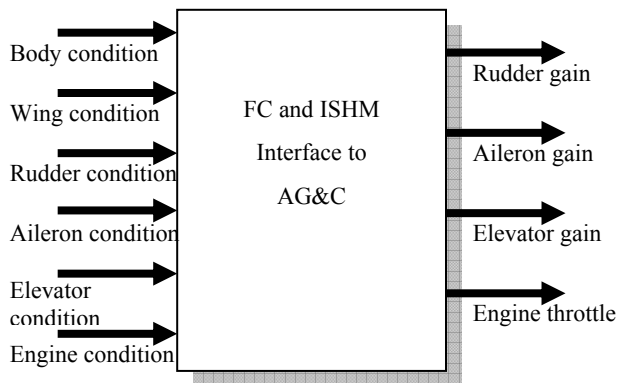 Body condition
Wing condition
Rudder condition
Aileron condition
Elevator
condition
Engine condition
FC and ISHM
Interface to
AG&C
Rudder gain
Aileron gain
Elevator gain
Engine throttle